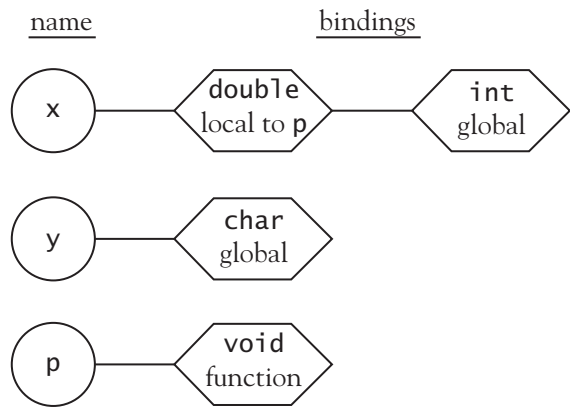 name
bindings
x
double
local to p
int
global
y
char
global
p
void
function